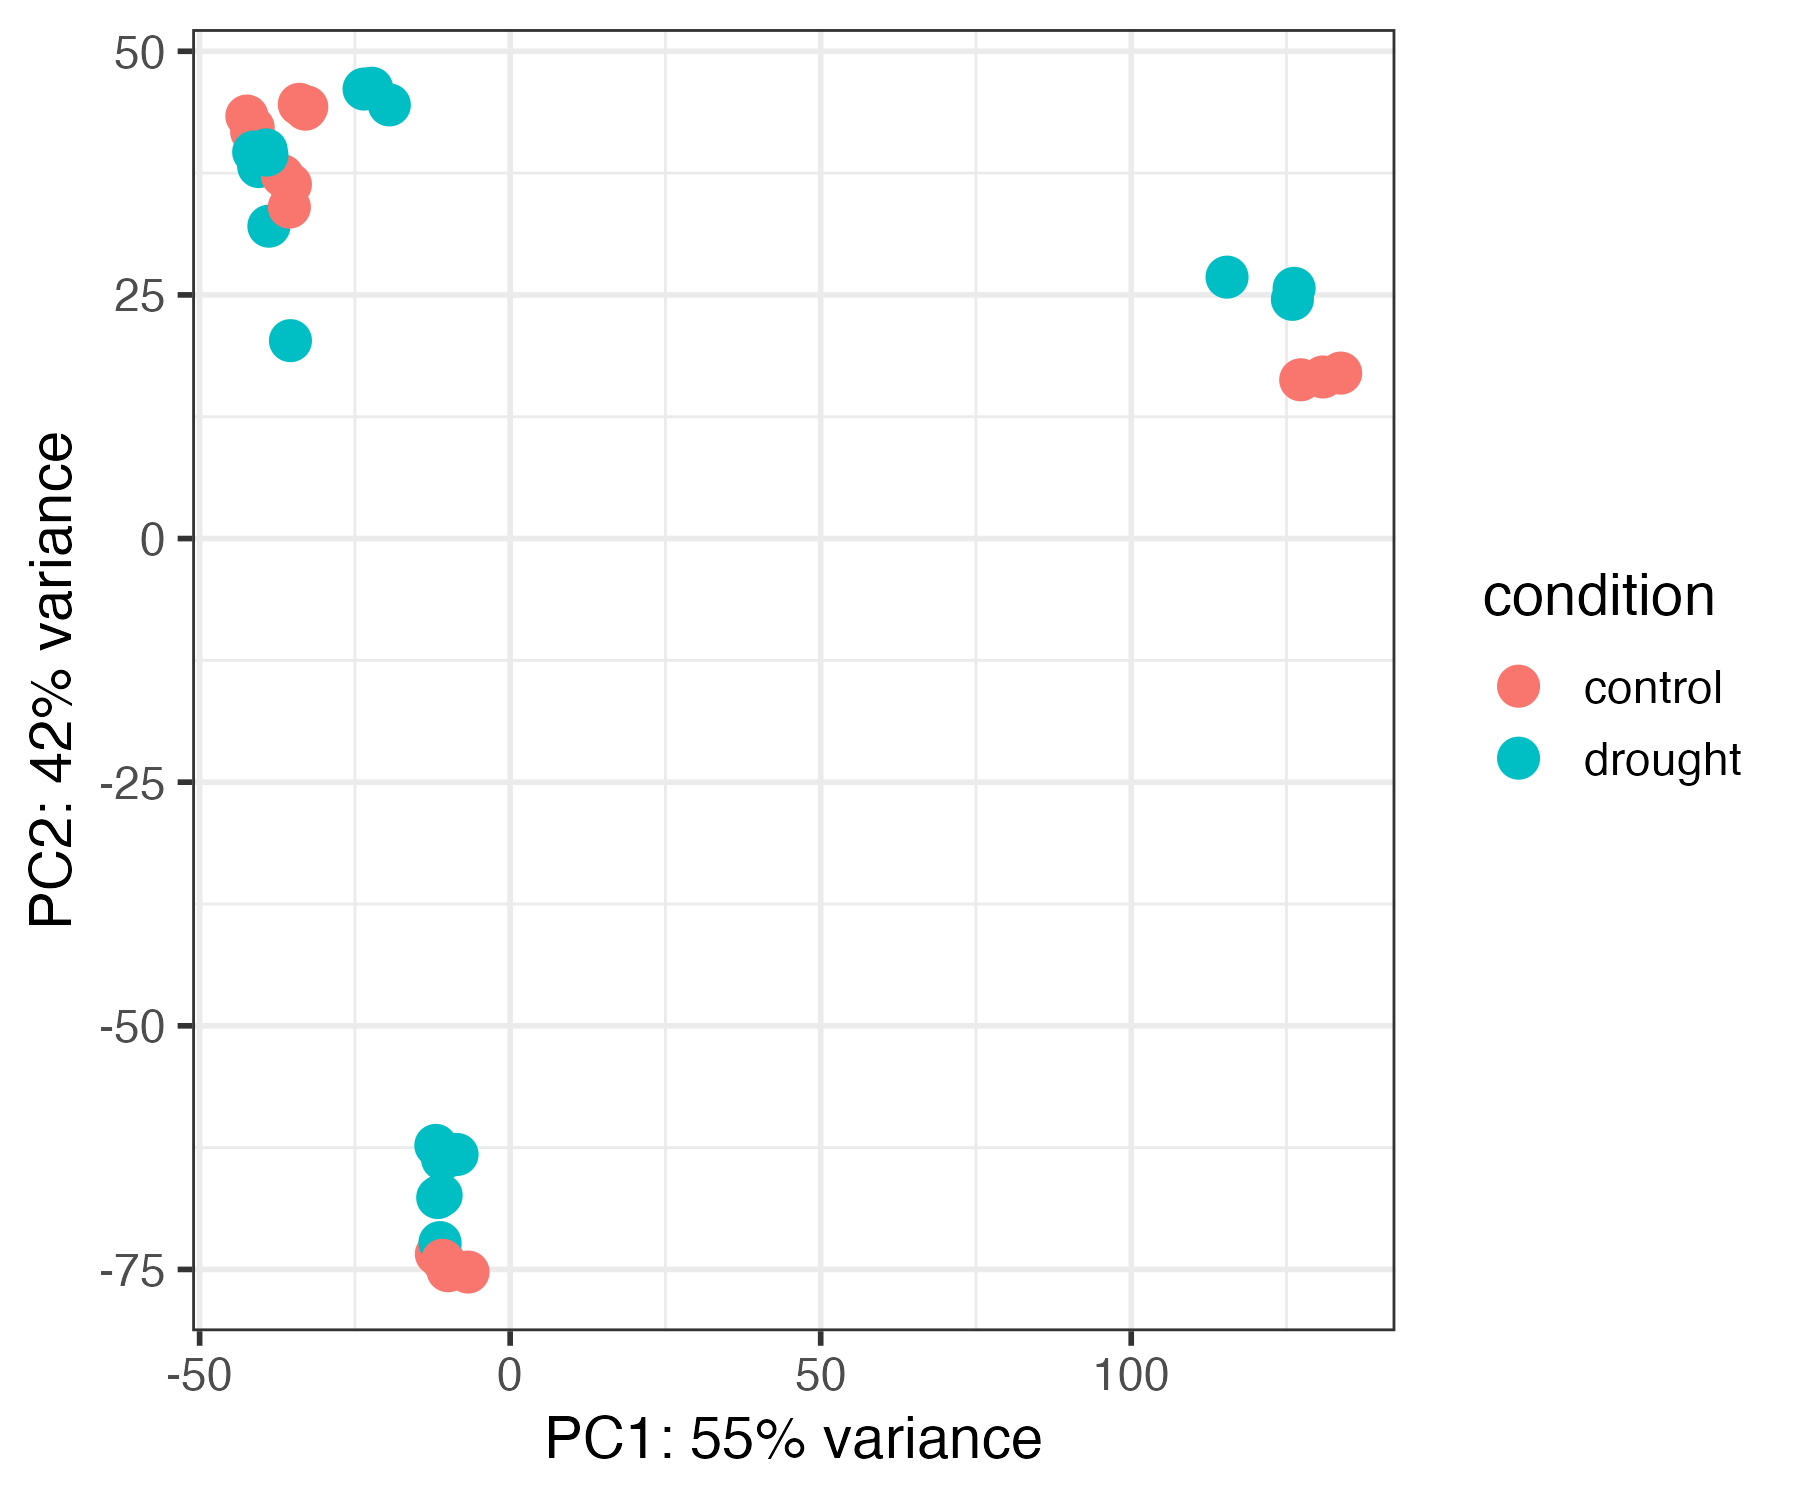 50
25
0
-25
-50
-75
PC2: 42% variance
-50 0 50 100
PC1: 55% variance
condition
control
drought